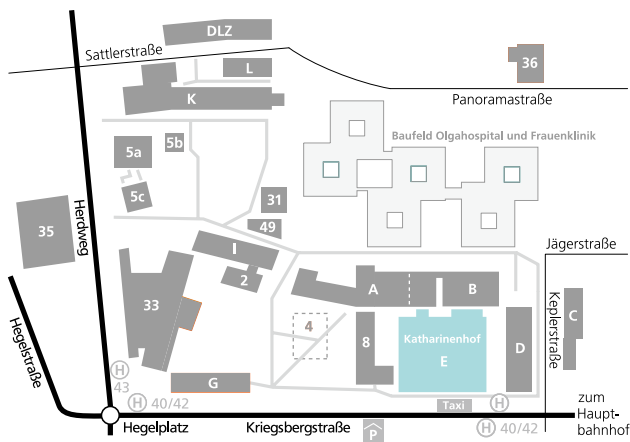 DLZ
Sattlerstraße
L
36
K
Panoramastraße
Baufeld Olgahospital und Frauenklinik
5a
5b
5c
31
49
35
Herdweg
I
2
Jägerstraße
33
A
B
Keplerstraße
C
4
8
Katharinenhof
E
D
Hegelstraße
H
43
G
H 40/42
Taxi
H
zum
Haupt-
bahnhof
Hegelplatz
Kriegsbergstraße
P
H 40/42